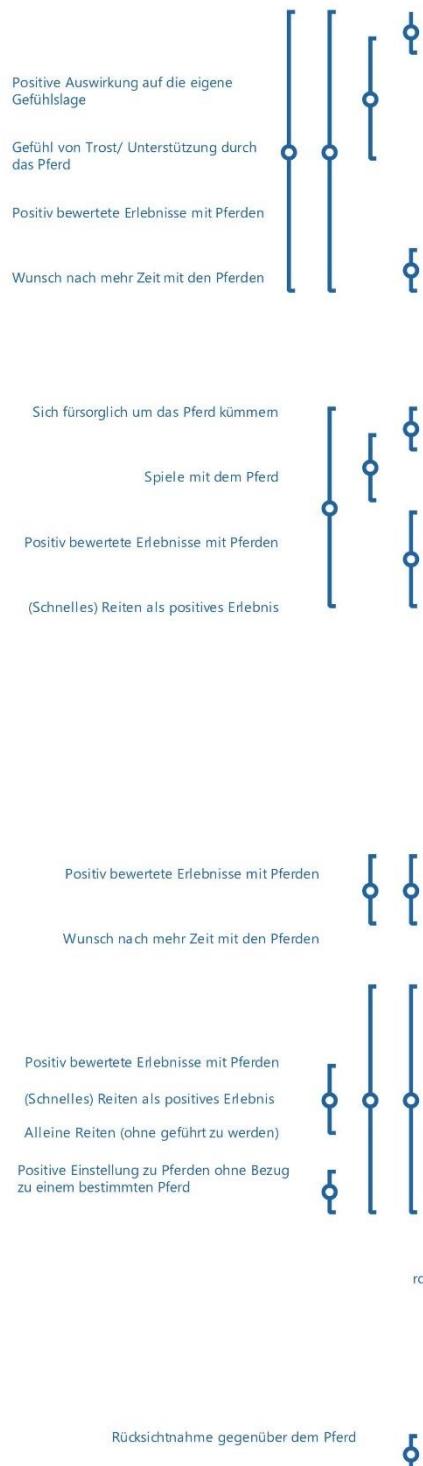 Positive Auswirkung auf die eigene
Gefühlslage
Gefühl von Trost/ Unterstützung durch
das Pferd
Positiv bewertete Erlebnisse mit Pferden
Wunsch nach mehr Zeit mit den Pferden
Sich fürsorglich um das Pferd kümmern
Spiele mit dem Pferd
Positiv bewertete Erlebnisse mit Pferden
(Schnelles) Reiten als positives Erlebnis
Positiv bewertete Erlebnisse mit Pferden
Wunsch nach mehr Zeit mit den Pferden
Positiv bewertete Erlebnisse mit Pferden
(Schnelles) Reiten als positives Erlebnis
Alleine Reiten (ohne geführt zu werden)
Positive Einstellung zu Pferden ohne Bezug
zu einem bestimmten Pferd
Rücksichtnahme gegenüber dem Pferd